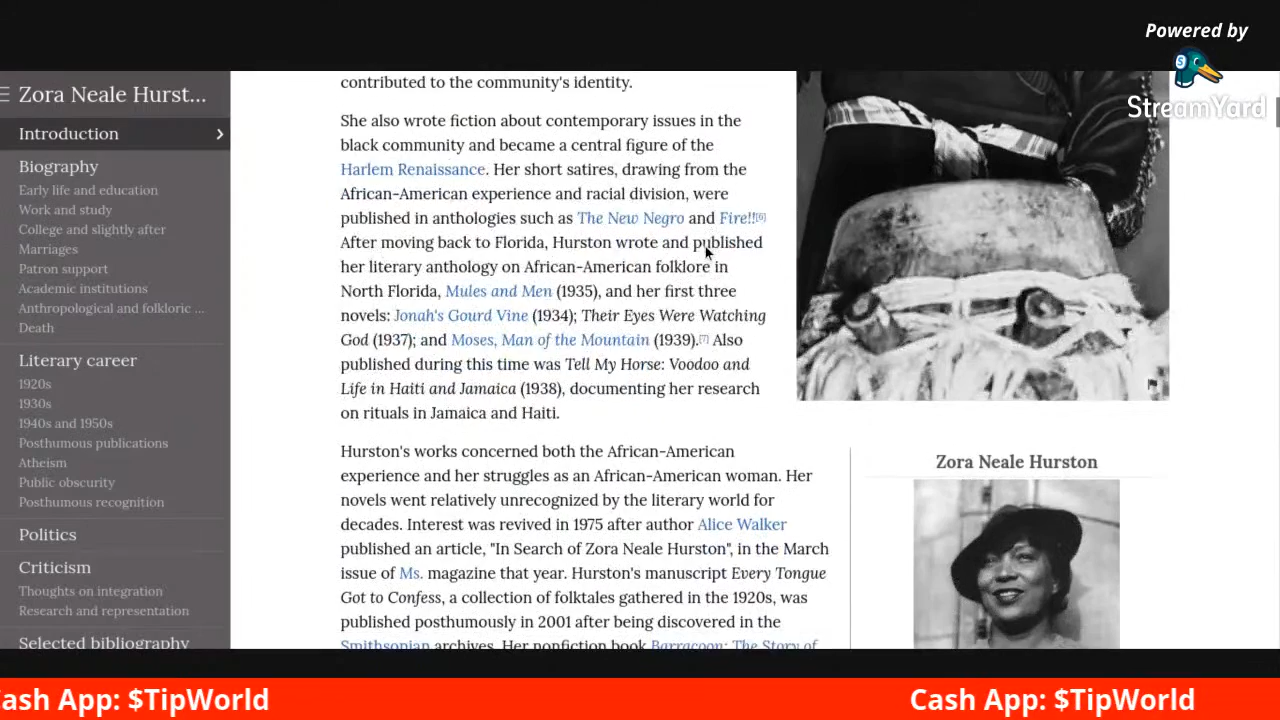 Powered by
StreamYard
Zora Neale Hurst...
Introduction
Biography
Early life and education
Work and study
College and slightly after
Marriages
Patron support
Academic institutions
Anthropological and folkloric ...
Death
Literary career
1920s
1930s
1940s and 1950s
Posthumous publications
Atheism
Public obscurity
Posthumous recognition
Politics
Criticism
Thoughts on integration
Research and representation
Selected bibliography
contributed to the community's identity.
She also wrote fiction about contemporary issues in the
black community and became a central figure of the
Harlem Renaissance. Her short satires, drawing from the
African-American experience and racial division, were
published in anthologies such as The New Negro and Fire!![6]
After moving back to Florida, Hurston wrote and published
her literary anthology on African-American folklore in
North Florida, Mules and Men (1935), and her first three
novels: Jonah's Gourd Vine (1934); Their Eyes Were Watching
God (1937); and Moses, Man of the Mountain (1939).[7] Also
published during this time was Tell My Horse: Voodoo and
Life in Haiti and Jamaica (1938), documenting her research
on rituals in Jamaica and Haiti.
Hurston's works concerned both the African-American
experience and her struggles as an African-American woman. Her
novels went relatively unrecognized by the literary world for
decades. Interest was revived in 1975 after author Alice Walker
published an article, "In Search of Zora Neale Hurston", in the March
issue of Ms. magazine that year. Hurston's manuscript Every Tongue
Got to Confess, a collection of folktales gathered in the 1920s, was
published posthumously in 2001 after being discovered in the
Smithsonian archives. Her nonfiction book Barracoon: The Story of
Zora Neale Hurston
ash App: $TipWorld
Cash App: $TipWorld